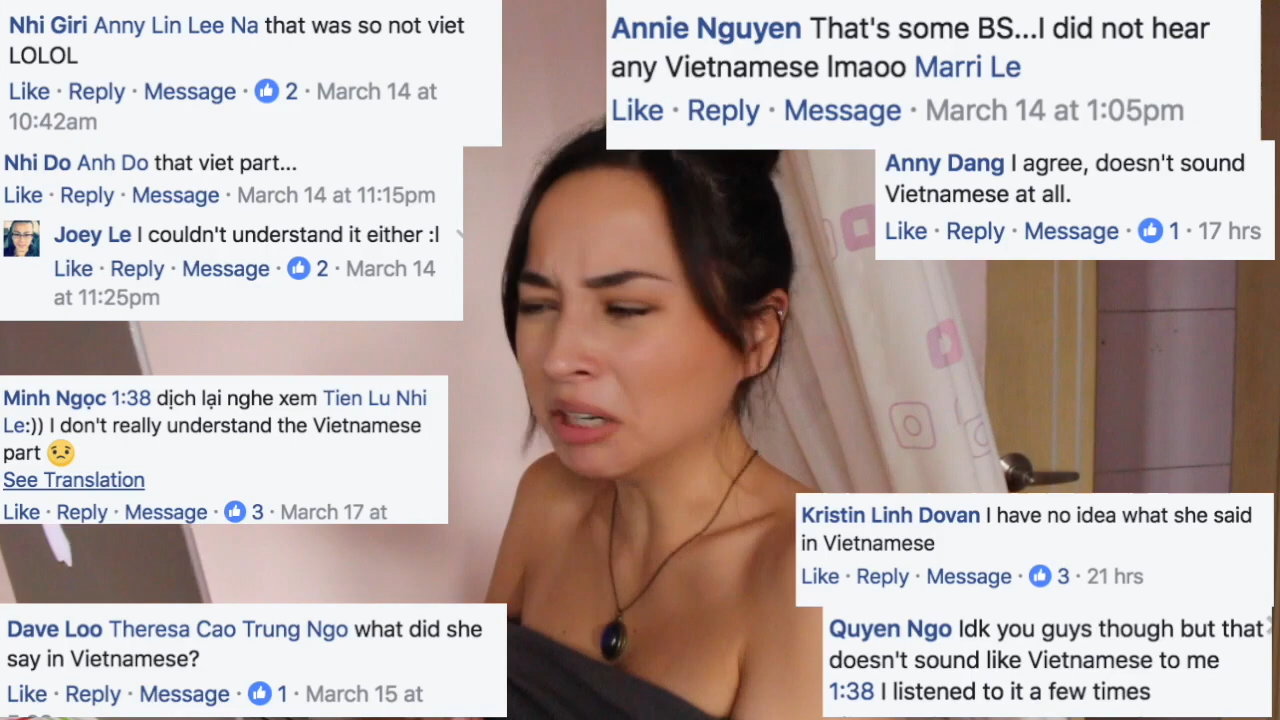 Nhi Giri Anny Lin Lee Na that was so not viet
LOLOL
Like · Reply · Message · 2 · March 14 at
10:42am
Nhi Do Anh Do that viet part...
Like · Reply · Message · March 14 at 11:15pm
Joey Le I couldn't understand it either :l
Like · Reply · Message · 2 · March 14
at 11:25pm
Minh Ngọc 1:38 dịch lại nghe xem Tien Lu Nhi
Le:)) I don't really understand the Vietnamese
part 😟
See Translation
Like · Reply · Message · 3 · March 17 at
Dave Loo Theresa Cao Trung Ngo what did she
say in Vietnamese?
Like · Reply · Message · 1 · March 15 at
Annie Nguyen That's some BS...I did not hear
any Vietnamese lmaoo Marri Le
Like · Reply · Message · March 14 at 1:05pm
Anny Dang I agree, doesn't sound
Vietnamese at all.
Like · Reply · Message · 1 · 17 hrs
Kristin Linh Dovan I have no idea what she said
in Vietnamese
Like · Reply · Message · 3 · 21 hrs
Quyen Ngo Idk you guys though but that
doesn't sound like Vietnamese to me
1:38 I listened to it a few times